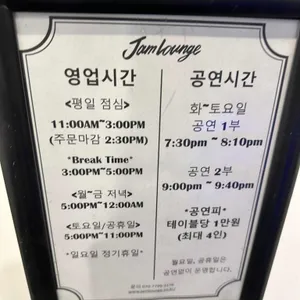 Jam Lounge
영업시간
<평일 점심>
11:00AM~3:00PM
(주문마감 2:30PM)
*Break Time*
3:00PM~5:00PM
<월~금 저녁>
5:00PM~12:00AM
<토요일/공휴일>
5:00PM~11:00PM
*일요일 정기휴일*
공연시간
화~토요일
공연 1부
7:30pm ~ 8:10pm
공연 2부
9:00pm ~ 9:40pm
*공연피*
테이블당 1만원
(최대 4인)
월요일, 공휴일은
공연없이 운영합니다.